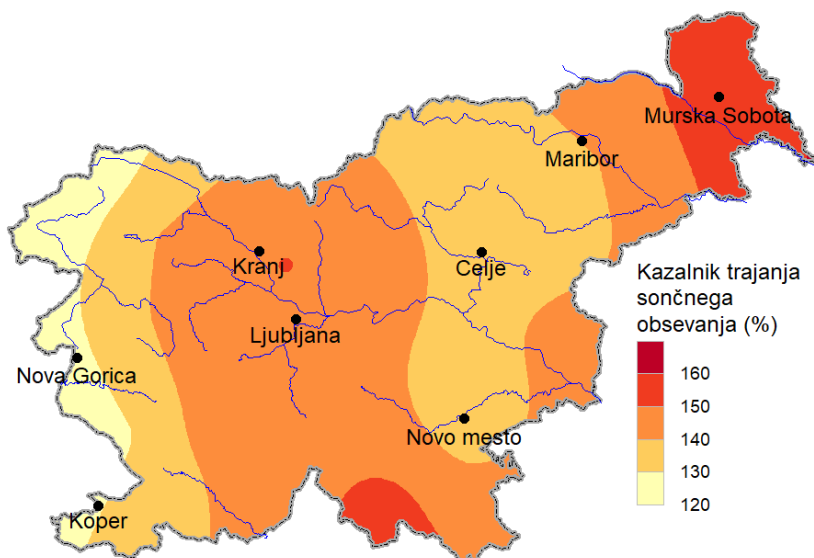 Murska Sobota
Maribor
Kranj
Celje
Ljubljana
Nova Gorica
Novo mesto
Koper
Kazalnik trajanja
sončnega
obsevanja (%)
160
150
140
130
120